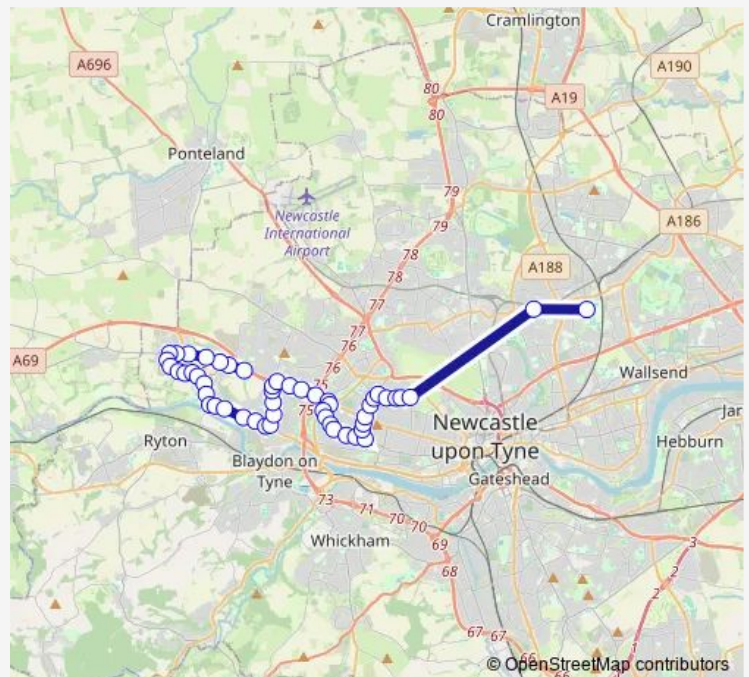 Cramlington
A696
A190
80
80
A19
Ponteland
79
79
Newcastle
International
Airport
A186
78
78
A188
77
77
76
76
A69
75
75
Wallsend
Newcastle
upon Tyne
Jar
Hebburn
Ryton
Blaydon on
Tyne
Gateshead
73
71
70
70
Whickham
69
68
3
2
2
67
67
66
© OpenStreetMap contributors